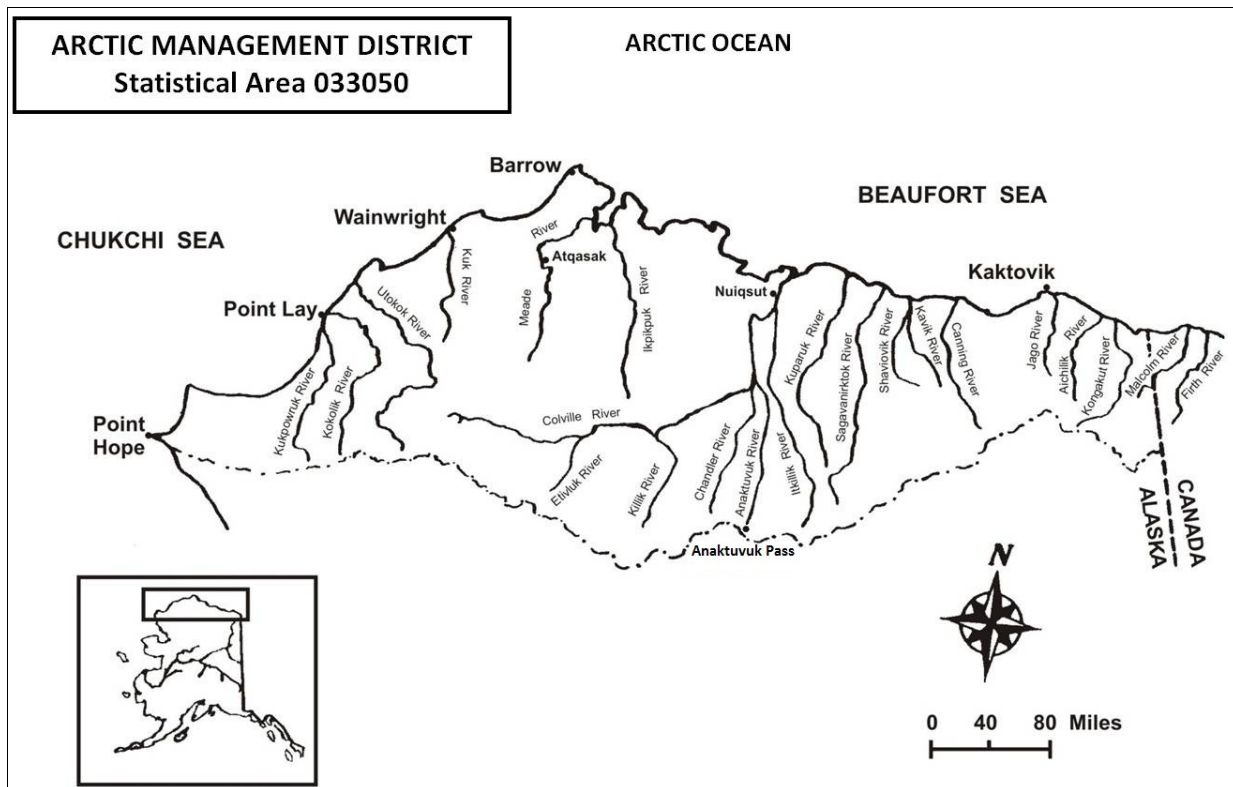 ARCTIC MANAGEMENT DISTRICT
Statistical Area 033050
ARCTIC OCEAN
Barrow
BEAUFORT SEA
Wainwright
CHUKCHI SEA
River
Atqasak
Kaktovik
Kuk River
Meade
Ikpikpuk River
Nuiqsut
Point Lay
Utokok River
Kuparuk River
Sagavanirktok River
Shaviovik River
Kavik River
Canning River
Jago River
Aichilik River
Kongakut River
Malcolm River
Firth River
Kukpowruk River
Kokolik River
Point
Hope
Colville River
Etivluk River
Killik River
Chandler River
Anaktuvuk River
Itkillik River
ALASKA
CANADA
Anaktuvuk Pass
N
0 40 80 Miles